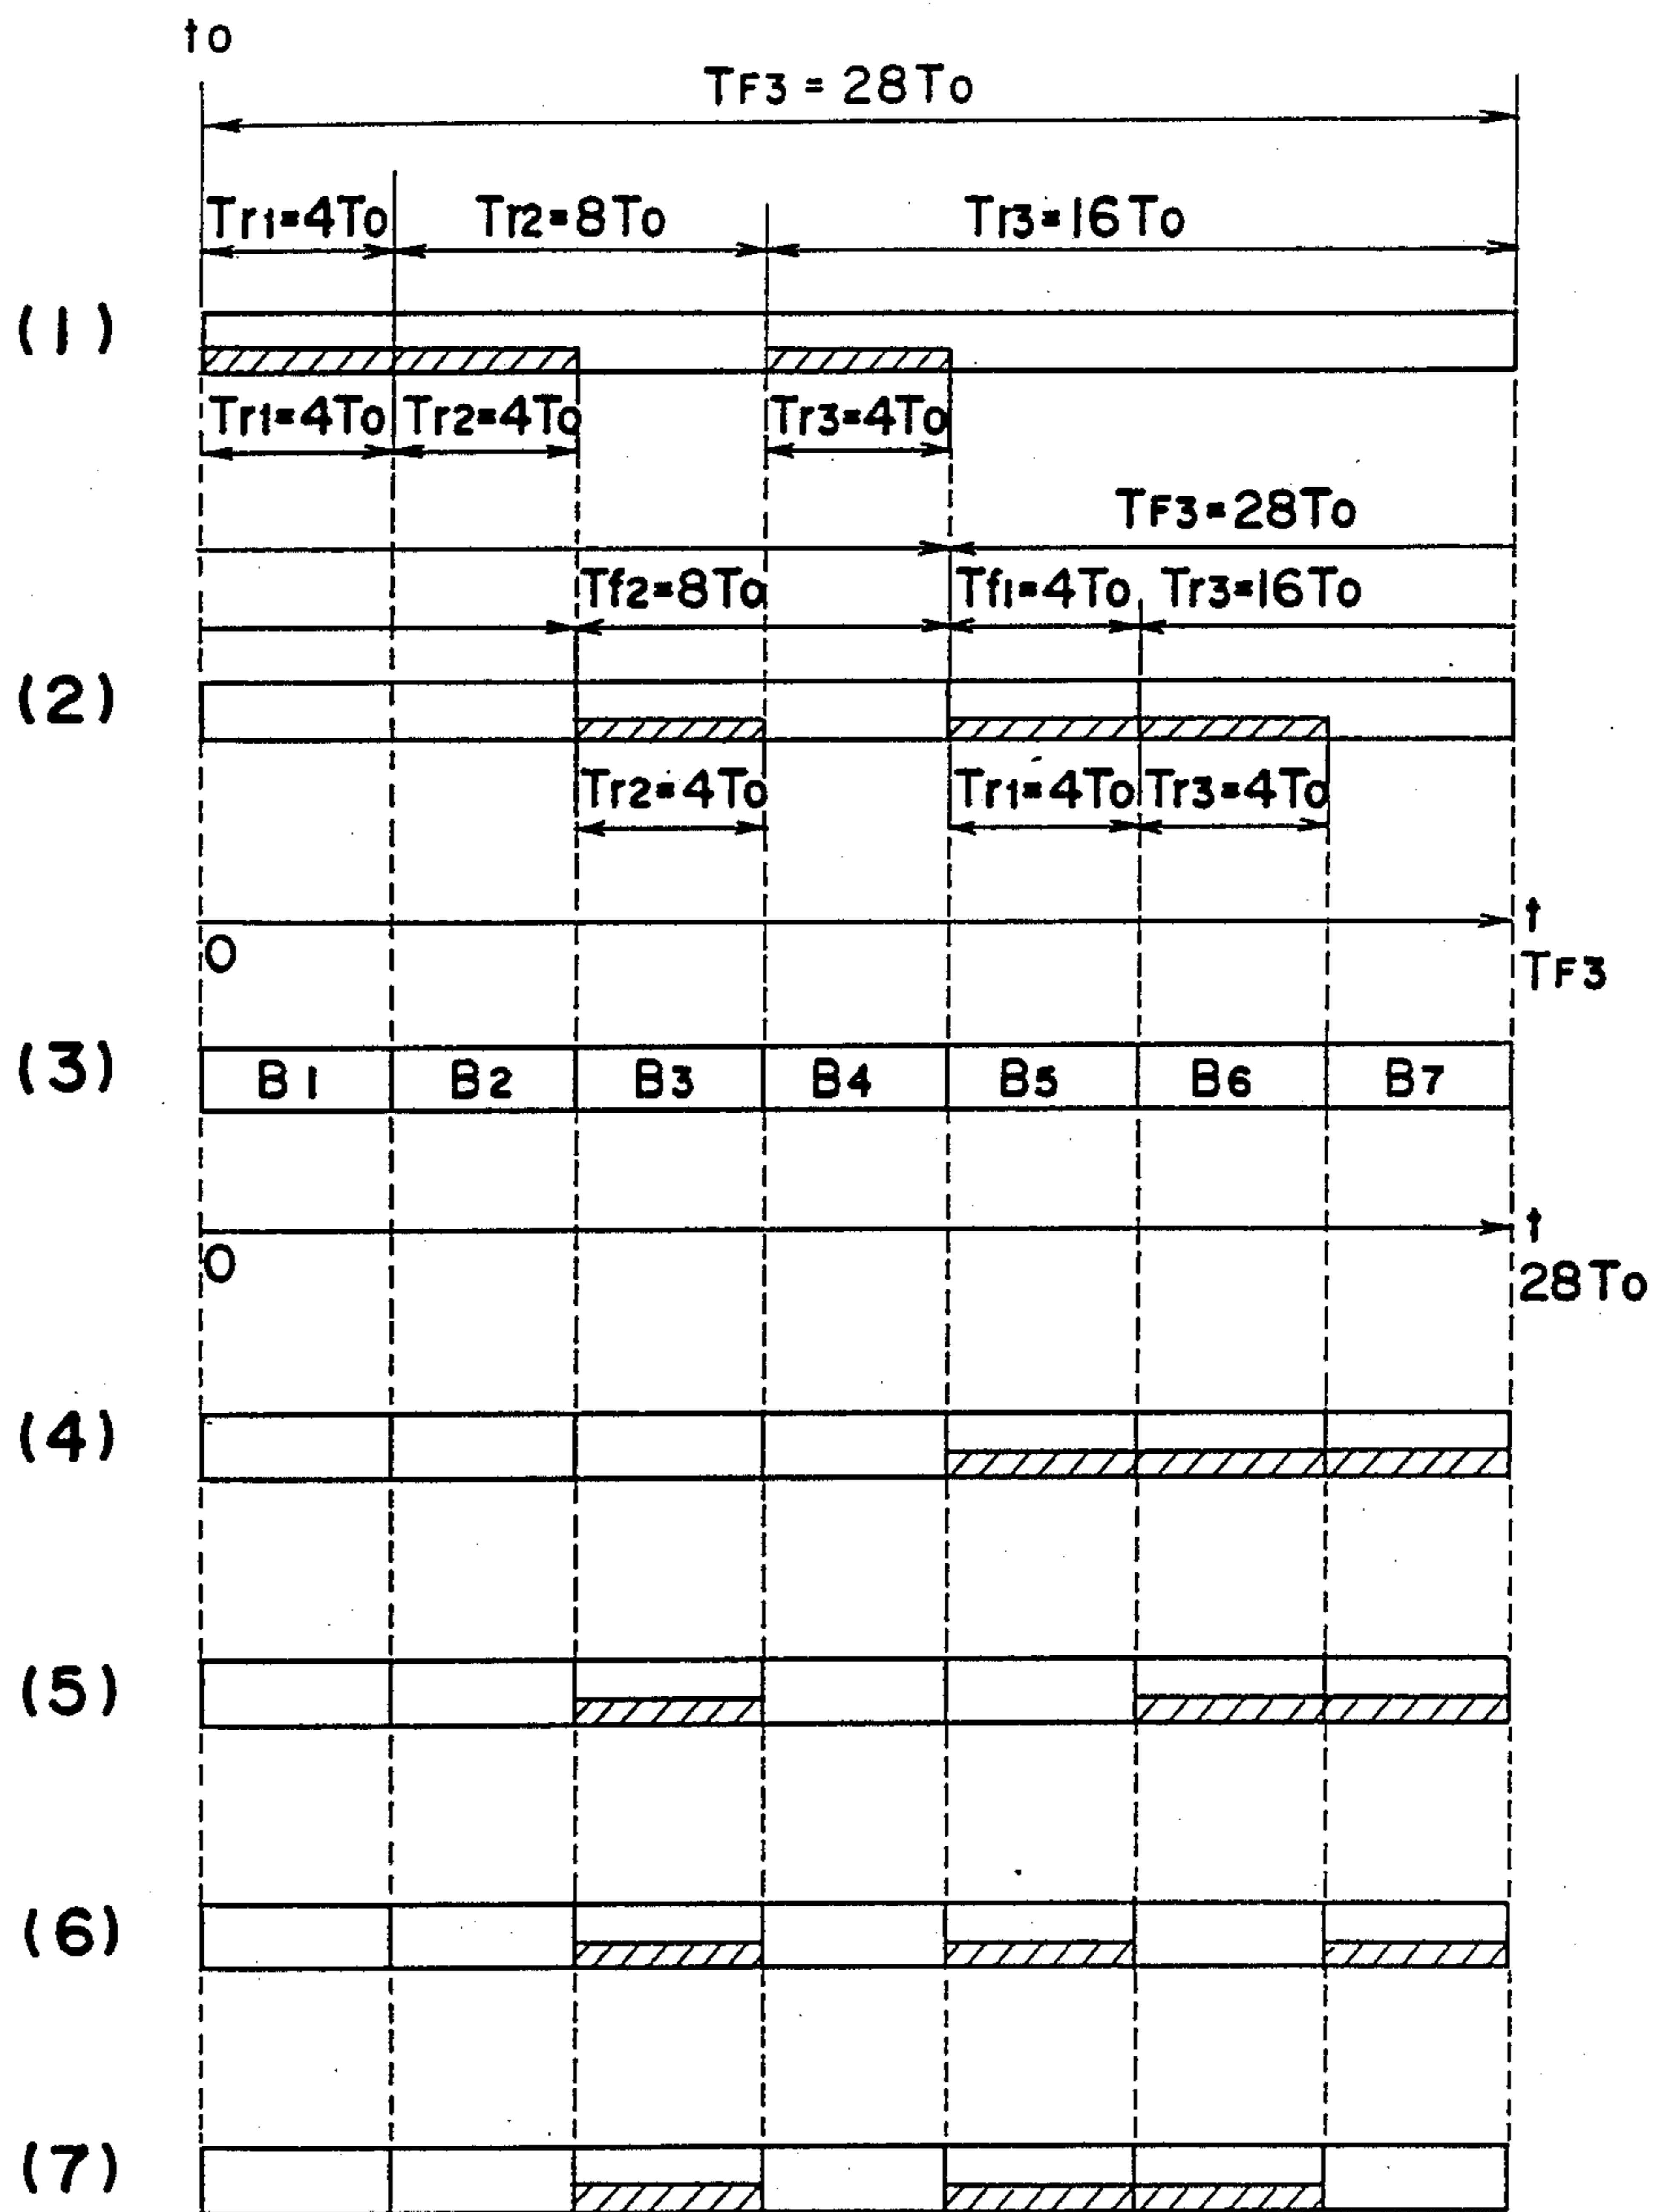 to
TF3 = 28To
Tr1=4To Tr2=8To Tr3=16To
(1)
Tr1=4To Tr2=4To Tr3=4To
TF3=28To
Tf2=8To Tf1=4To Tr3=16To
(2)
Tr2=4To Tr1=4To Tr3=4To
t
0 TF3
(3) B1 B2 B3 B4 B5 B6 B7
t
0 28To
(4)
(5)
(6)
(7)